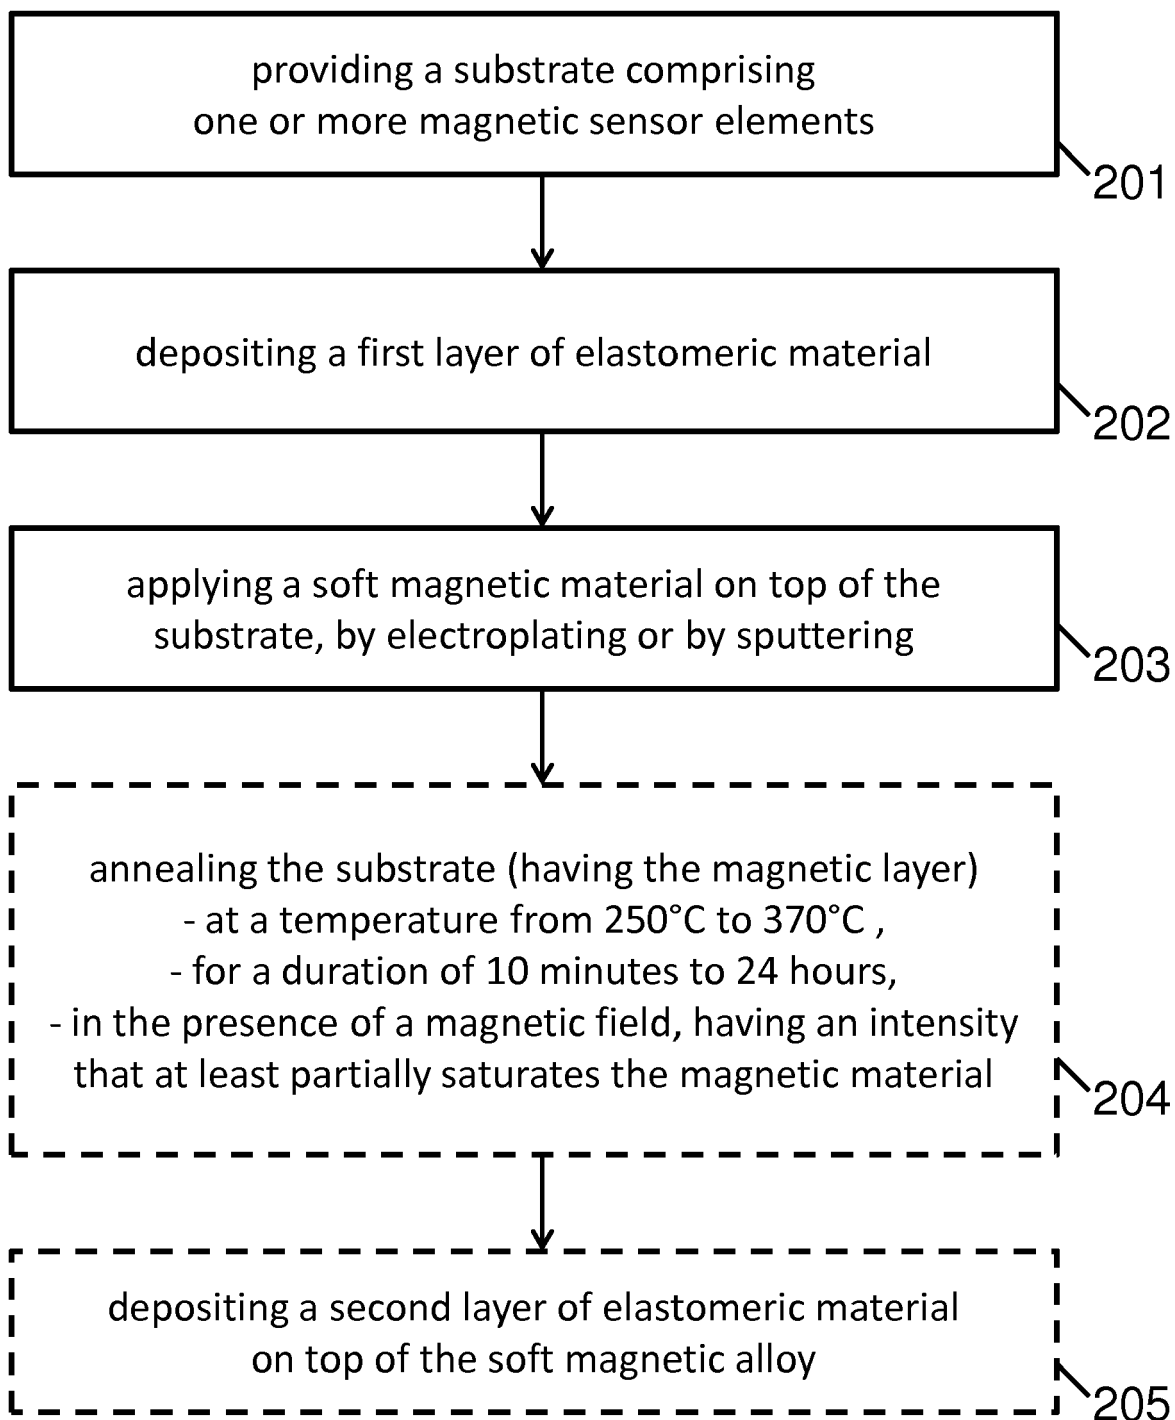 providing a substrate comprising
one or more magnetic sensor elements
201
depositing a first layer of elastomeric material
202
applying a soft magnetic material on top of the
substrate, by electroplating or by sputtering
203
annealing the substrate (having the magnetic layer)
- at a temperature from 250°C to 370°C ,
- for a duration of 10 minutes to 24 hours,
- in the presence of a magnetic field, having an intensity
that at least partially saturates the magnetic material
204
depositing a second layer of elastomeric material
on top of the soft magnetic alloy
205